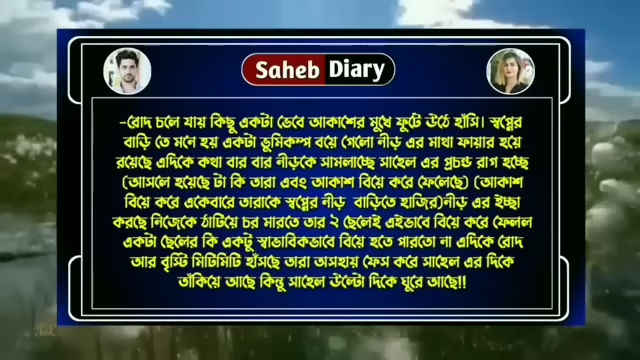 Saheb Diary
-রোদ চলে যায় কিছু একটা ভেবে আকাশের মুখে ফুটে উঠে হাঁসি। স্বপ্নের
বাড়ি তে মনে হয় একটা ভুমিকম্প বয়ে গেলো নীড় এর মাথা ফায়ার হয়ে
রয়েছে এদিকে কথা বার বার নীড়কে সামলাচ্ছে সাহেল এর প্রচন্ড রাগ হচ্ছে
(আসলে হয়েছে টা কি তারা এবং আকাশ বিয়ে করে ফেলেছে) (আকাশ
বিয়ে করে একেবারে তারাকে স্বপ্নের নীড় বাড়িতে হাজির)নীড় এর ইচ্ছা
করছে নিজেকে ঠাটিয়ে চর মারতে তার ২ ছেলেই এইভাবে বিয়ে করে ফেলল
একটা ছেলের কি একটু স্বাভাবিকভাবে বিয়ে হতে পারতো না এদিকে রোদ
আর বৃস্টি মিটিমিটি হাঁসছে তারা অসহায় ফেস করে সাহেল এর দিকে
তাঁকিয়ে আছে কিন্তু সাহেল উল্টো দিকে ঘুরে আছে!!